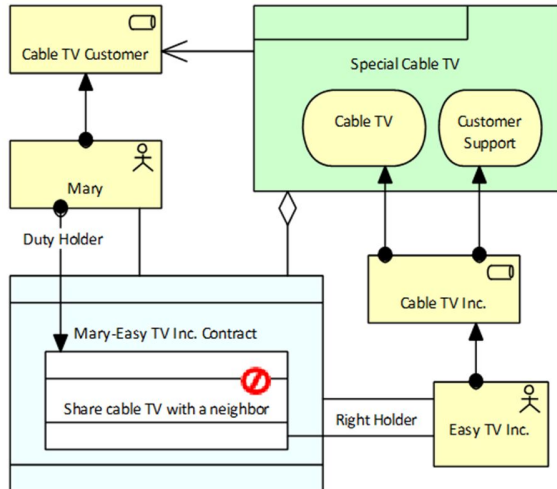 Cable TV Customer
Special Cable TV
Cable TV
Customer
Support
Mary
Duty Holder
Cable TV Inc.
Mary-Easy TV Inc. Contract
Share cable TV with a neighbor
Right Holder
Easy TV Inc.